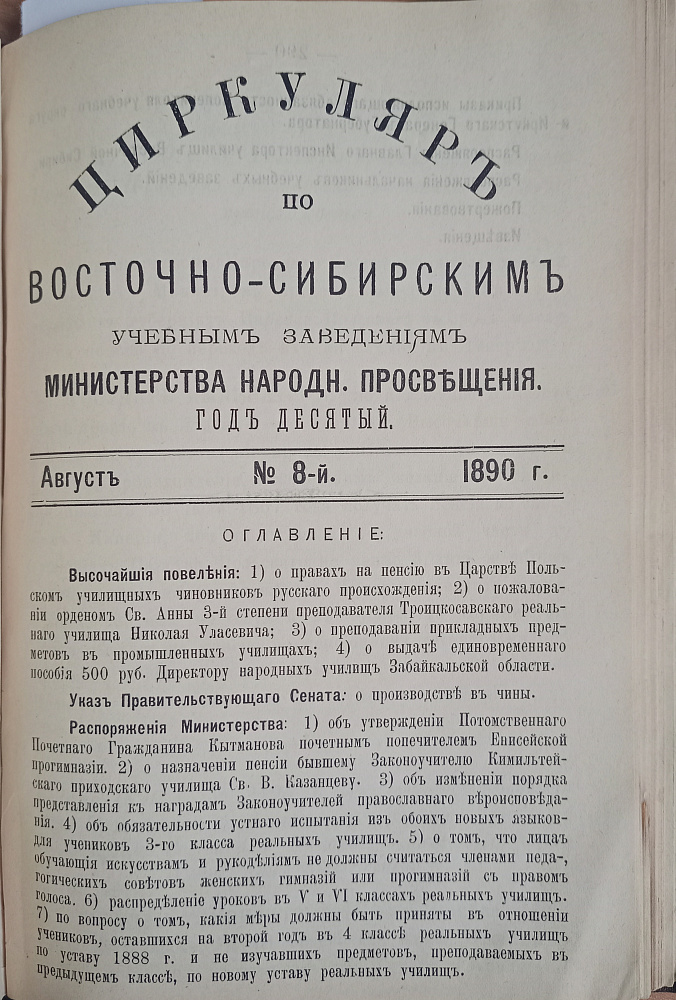 ЦИРКУЛЯРЪ
ПО
ВОСТОЧНО-СИБИРСКИМЪ
УЧЕБНЫМЪ ЗАВЕДЕНІЯМЪ
МИНИСТЕРСТВА НАРОДН. ПРОСВѢЩЕНІЯ.
ГОДЪ ДЕСЯТЫЙ.
Августъ № 8-й. 1890 г.
ОГЛАВЛЕНІЕ:
Высочайшія повелѣнія: 1) о правахъ на пенсію въ Царствѣ Поль-
скомъ училищныхъ чиновниковъ русскаго происхожденія; 2) о пожалова-
ніи орденомъ Св. Анны 3-й степени преподавателя Троицкосавскаго реаль-
наго училища Николая Уласевича; 3) о преподаваніи прикладныхъ пред-
метовъ въ промышленныхъ училищахъ; 4) о выдачѣ единовременнаго
пособія 500 руб. Директору народныхъ училищъ Забайкальской области.
Указъ Правительствующаго Сената: о производствѣ въ чины.
Распоряженія Министерства: 1) объ утвержденіи Потомственнаго
Почетнаго Гражданина Кытманова почетнымъ попечителемъ Енисейской
прогимназіи. 2) о назначеніи пенсіи бывшему Законоучителю Кимильтей-
скаго приходскаго училища Св. В. Казанцеву. 3) объ измѣненіи порядка
представленія къ наградамъ Законоучителей православнаго вѣроисповѣда-
нія. 4) объ обязательности устнаго испытанія изъ обоихъ новыхъ языковъ-
для учениковъ 3-го класса реальныхъ училищъ. 5) о томъ, что лица
обучающія искусствамъ и рукодѣліямъ не должны считаться членами педа-,
гогическихъ совѣтовъ женскихъ гимназій или прогимназій съ правомъ
голоса. 6) распредѣленіе уроковъ въ V и VI классахъ реальныхъ училищъ.
7) по вопросу о томъ, какія мѣры должны быть приняты въ отношеніи
учениковъ, оставшихся на второй годъ въ 4 классѣ реальныхъ училищъ
по уставу 1888 г. и не изучавшихъ предметовъ, преподаваемыхъ въ
предыдущемъ классѣ, по новому уставу реальныхъ училищъ.